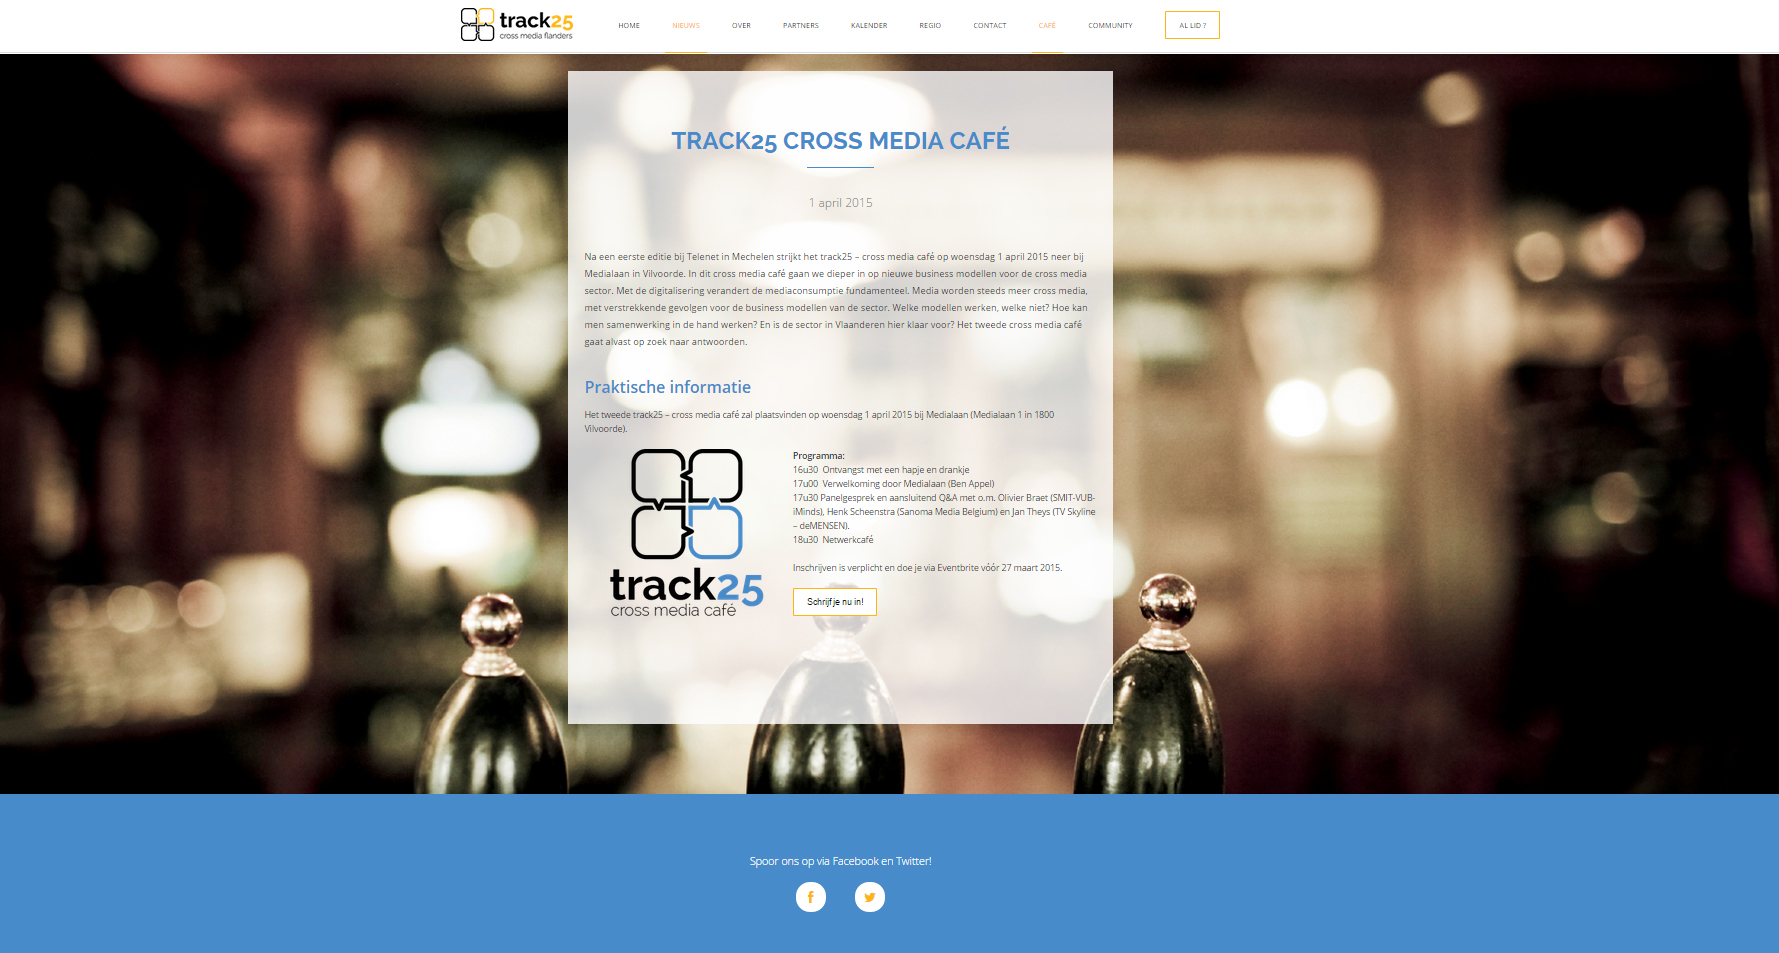 track25
cross media flanders
HOME
NIEUWS
OVER
PARTNERS
KALENDER
REGIO
CONTACT
CAFÉ
COMMUNITY
AL LID ?
TRACK25 CROSS MEDIA CAFÉ
1 april 2015
Na een eerste editie bij Telenet in Mechelen strijkt het track25 – cross media café op woensdag 1 april 2015 neer bij
Medialaan in Vilvoorde. In dit cross media café gaan we dieper in op nieuwe business modellen voor de cross media
sector. Met de digitalisering verandert de mediaconsumptie fundamenteel. Media worden steeds meer cross media,
met verstrekkende gevolgen voor de business modellen van de sector. Welke modellen werken, welke niet? Hoe kan
men samenwerking in de hand werken? En is de sector in Vlaanderen hier klaar voor? Het tweede cross media café
gaat alvast op zoek naar antwoorden.
Praktische informatie
Het tweede track25 – cross media café zal plaatsvinden op woensdag 1 april 2015 bij Medialaan (Medialaan 1 in 1800
Vilvoorde).
track25
cross media café
Programma:
16u30 Ontvangst met een hapje en drankje
17u00 Verwelkoming door Medialaan (Ben Appel)
17u30 Panelgesprek en aansluitend Q&A met o.m. Olivier Braet (SMIT-VUB-
iMinds), Henk Scheenstra (Sanoma Media Belgium) en Jan Theys (TV Skyline
– deMENSEN).
18u30 Netwerkcafé
Inschrijven is verplicht en doe je via Eventbrite vóór 27 maart 2015.
Schrijf je nu in!
Spoor ons op via Facebook en Twitter!